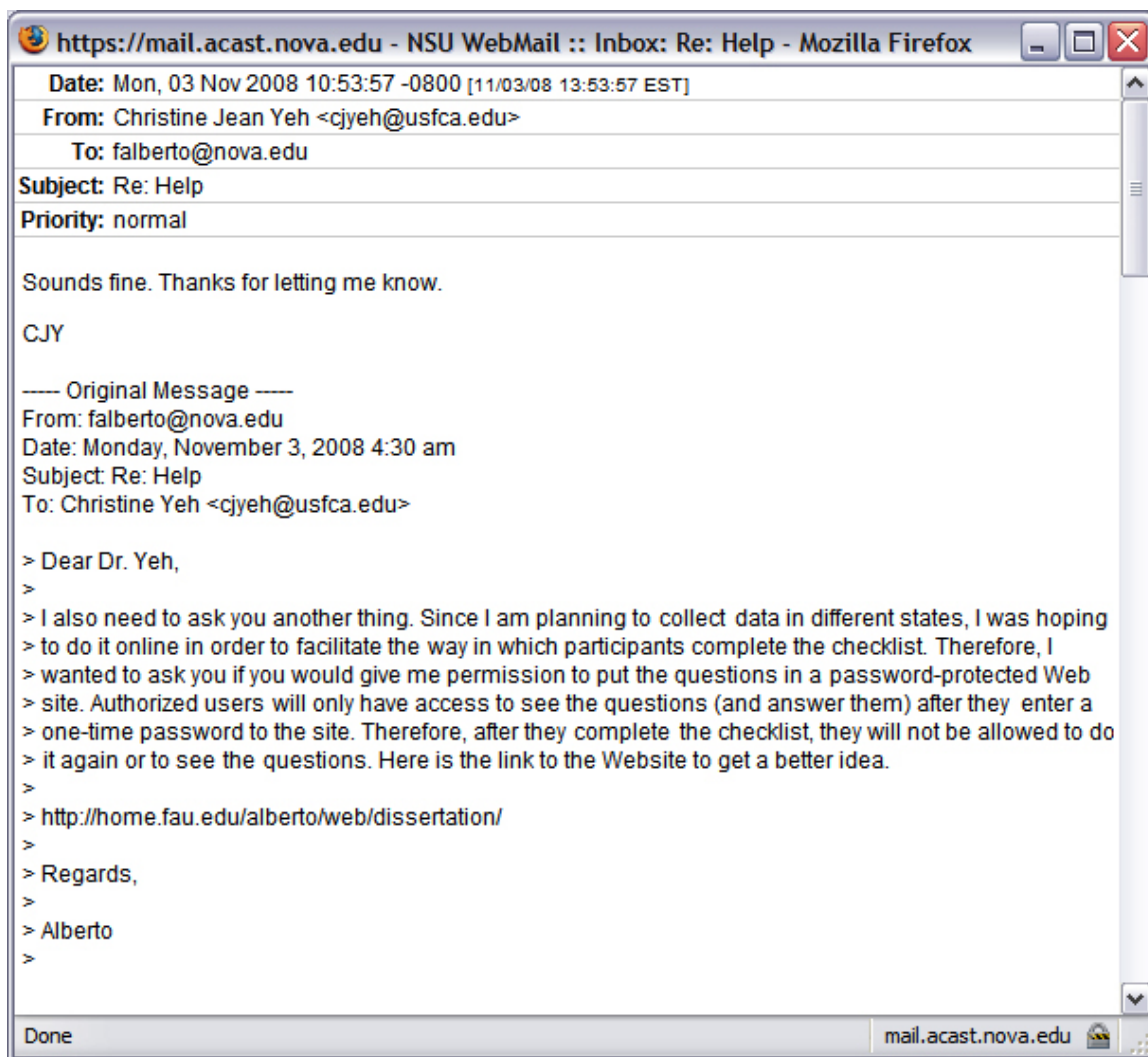 https://mail.acast.nova.edu - NSU WebMail :: Inbox: Re: Help - Mozilla Firefox
Date: Mon, 03 Nov 2008 10:53:57 -0800 [11/03/08 13:53:57 EST]
From: Christine Jean Yeh <cjyeh@usfca.edu>
To: falberto@nova.edu
Subject: Re: Help
Priority: normal
Sounds fine. Thanks for letting me know.
CJY
----- Original Message -----
From: falberto@nova.edu
Date: Monday, November 3, 2008 4:30 am
Subject: Re: Help
To: Christine Yeh <cjyeh@usfca.edu>
> Dear Dr. Yeh,
>
> I also need to ask you another thing. Since I am planning to collect data in different states, I was hoping
> to do it online in order to facilitate the way in which participants complete the checklist. Therefore, I
> wanted to ask you if you would give me permission to put the questions in a password-protected Web
> site. Authorized users will only have access to see the questions (and answer them) after they enter a
> one-time password to the site. Therefore, after they complete the checklist, they will not be allowed to do
> it again or to see the questions. Here is the link to the Website to get a better idea.
>
> http://home.fau.edu/alberto/web/dissertation/
>
> Regards,
>
> Alberto
>
Done mail.acast.nova.edu